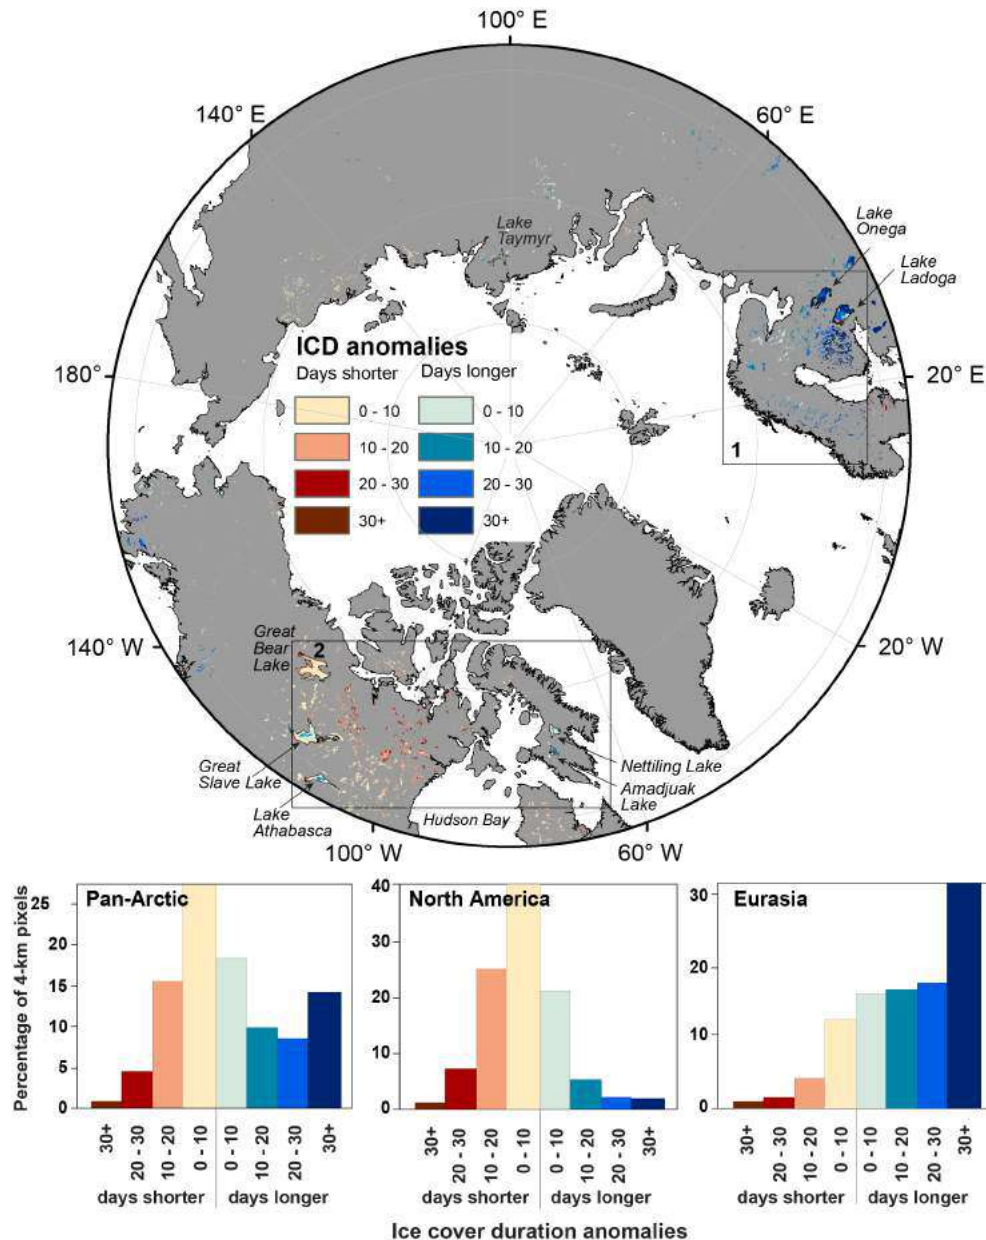 100° E
140° E
60° E
Lake
Onega
Lake
Taymyr
Lake
Ladoga
ICD anomalies
Days shorter Days longer
180°
20° E
0 - 10 0 - 10
10 - 20 10 - 20
1
20 - 30 20 - 30
30+ 30+
140° W
Great
Bear
Lake
2
20° W
Great
Slave Lake
Nettiling Lake
Amadjuak
Lake
Lake
Athabasca
Hudson Bay
100° W
60° W
Percentage of 4-km pixels
Pan-Arctic
25
20
15
10
5
0
30+
20 - 30
10 - 20
0 - 10
0 - 10
10 - 20
20 - 30
30+
days shorter days longer
North America
40
30
20
10
0
30+
20 - 30
10 - 20
0 - 10
0 - 10
10 - 20
20 - 30
30+
days shorter days longer
Eurasia
30
20
10
0
30+
20 - 30
10 - 20
0 - 10
0 - 10
10 - 20
20 - 30
30+
days shorter days longer
Ice cover duration anomalies